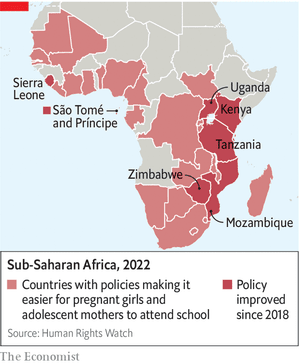 Uganda
Sierra
Leone
Kenya
São Tomé
and Príncipe
Tanzania
Zimbabwe
Mozambique
Sub-Saharan Africa, 2022
Countries with policies making it
easier for pregnant girls and
adolescent mothers to attend school
Policy
improved
since 2018
Source: Human Rights Watch
The Economist